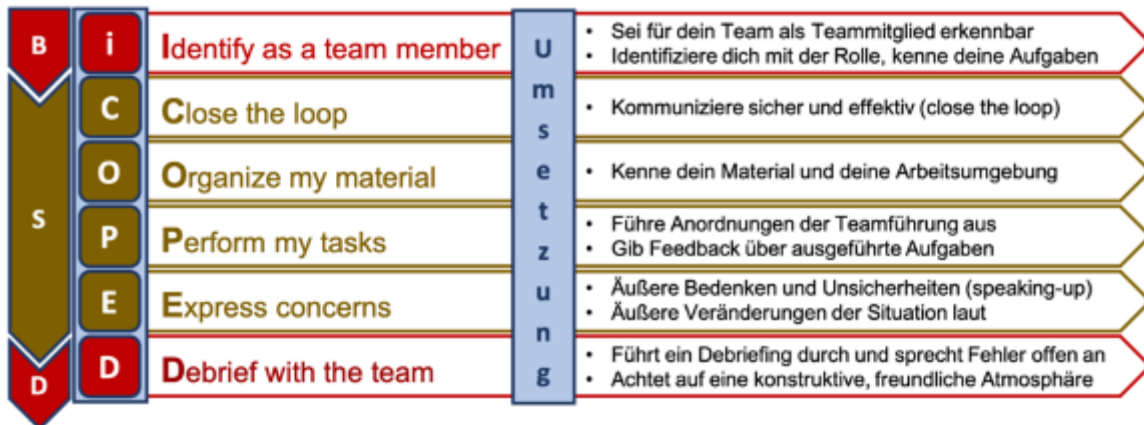 B
i
Identify as a team member
• Sei für dein Team als Teammitglied erkennbar
• Identifiziere dich mit der Rolle, kenne deine Aufgaben
S
C
Close the loop
• Kommuniziere sicher und effektiv (close the loop)
O
Organize my material
• Kenne dein Material und deine Arbeitsumgebung
P
Perform my tasks
• Führe Anordnungen der Teamführung aus
• Gib Feedback über ausgeführte Aufgaben
E
Express concerns
• Äußere Bedenken und Unsicherheiten (speaking-up)
• Äußere Veränderungen der Situation laut
D
D
Debrief with the team
• Führt ein Debriefing durch und sprecht Fehler offen an
• Achtet auf eine konstruktive, freundliche Atmosphäre
Umsetzung